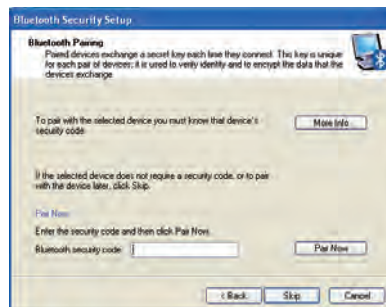 Bluetooth Security Setup
Bluetooth Pairing
Paired devices exchange a secret key each time they connect. This key is unique
for each pair of devices; it is used to verify identity and to encrypt the data that the
devices exchange.
To pair with the selected device you must know that device's
security code.
More Info
If the selected device does not require a security code, or to pair
with the device later, click Skip.
Pair Now
Enter the security code and then click Pair Now.
Bluetooth security code:
Pair Now
< Back
Skip
Cancel